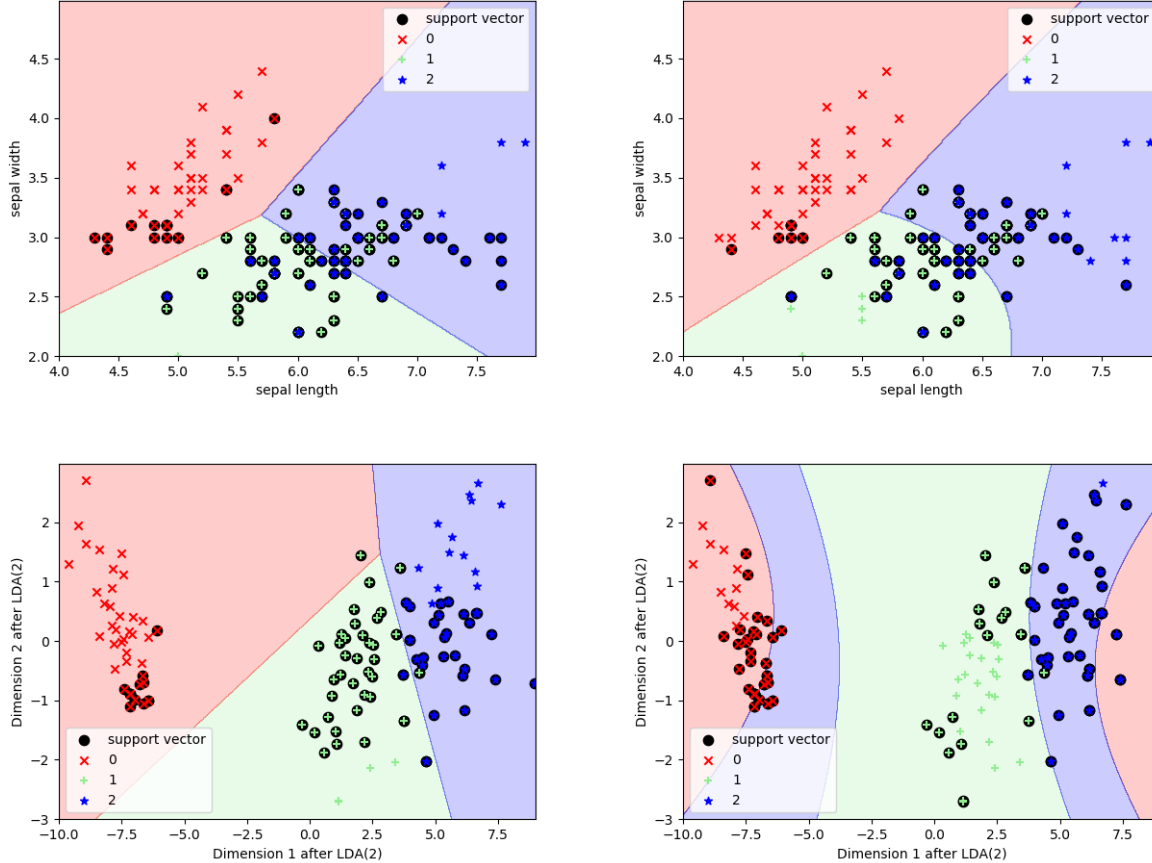 support vector
0
1
2
4.5
4.0
3.5
3.0
2.5
2.0
sepal width
4.0 4.5 5.0 5.5 6.0 6.5 7.0 7.5
sepal length
support vector
0
1
2
4.5
4.0
3.5
3.0
2.5
2.0
sepal width
4.0 4.5 5.0 5.5 6.0 6.5 7.0 7.5
sepal length
2
1
0
−1
−2
−3
Dimension 2 after LDA(2)
support vector
0
1
2
−10.0 −7.5 −5.0 −2.5 0.0 2.5 5.0 7.5
Dimension 1 after LDA(2)
2
1
0
−1
−2
−3
Dimension 2 after LDA(2)
support vector
0
1
2
−10.0 −7.5 −5.0 −2.5 0.0 2.5 5.0 7.5
Dimension 1 after LDA(2)